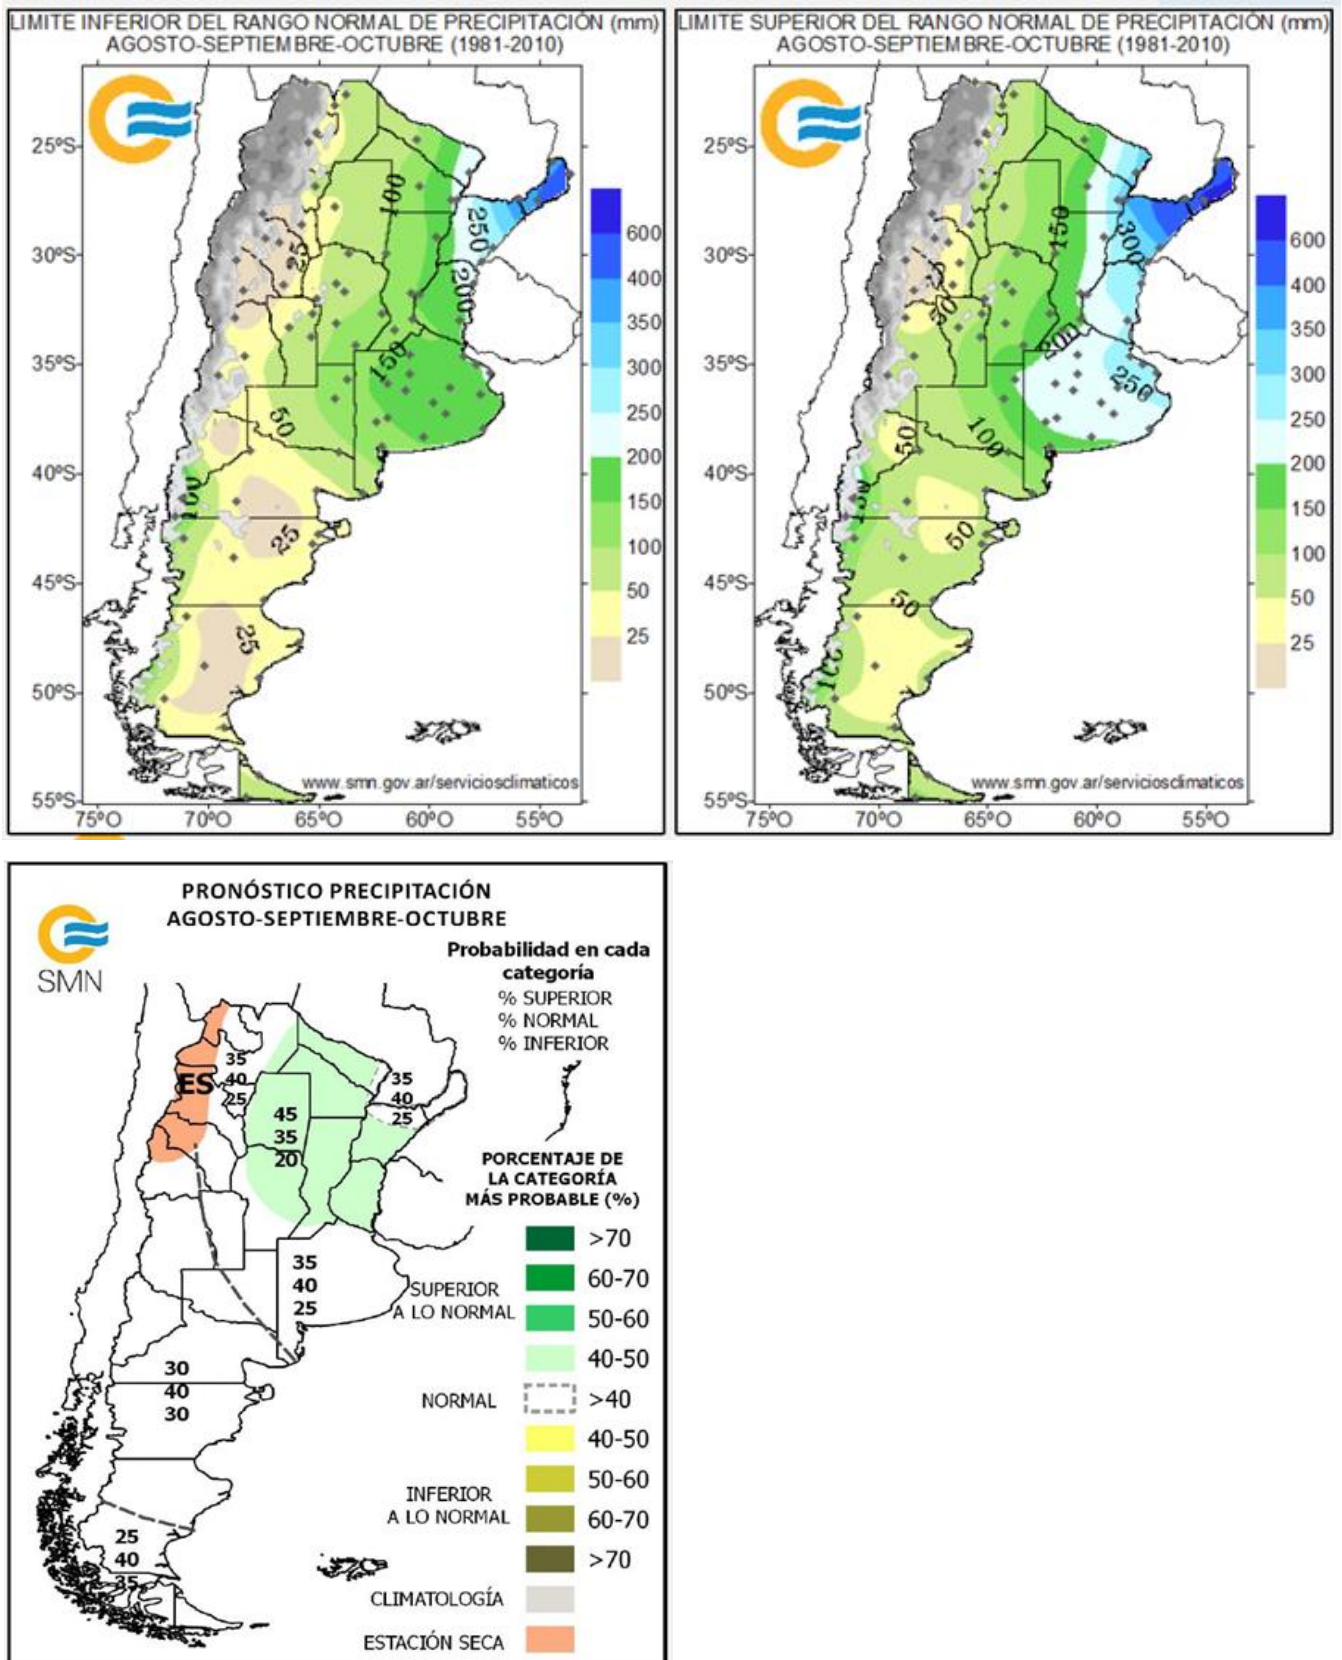 LIMITE INFERIOR DEL RANGO NORMAL DE PRECIPITACIÓN (mm)
AGOSTO-SEPTIEMBRE-OCTUBRE (1981-2010)
25ºS
30ºS
35ºS
40ºS
45ºS
50ºS
55ºS
75ºO
70ºO
65ºO
60ºO
55ºO
100
250
25
200
150
50
100
25
25
600
400
350
300
250
200
150
100
50
25
www.smn.gov.ar/serviciosclimaticos
LIMITE SUPERIOR DEL RANGO NORMAL DE PRECIPITACIÓN (mm)
AGOSTO-SEPTIEMBRE-OCTUBRE (1981-2010)
25ºS
30ºS
35ºS
40ºS
45ºS
50ºS
55ºS
75ºO
70ºO
65ºO
60ºO
55ºO
150
300
50
200
250
50
100
50
50
100
600
400
350
300
250
200
150
100
50
25
www.smn.gov.ar/serviciosclimaticos
PRONÓSTICO PRECIPITACIÓN
AGOSTO-SEPTIEMBRE-OCTUBRE
SMN
Probabilidad en cada
categoría
% SUPERIOR
% NORMAL
% INFERIOR
ES
35
40
25
45
35
20
35
40
25
35
40
25
30
40
30
25
40
35
PORCENTAJE DE
LA CATEGORÍA
MÁS PROBABLE (%)
SUPERIOR
A LO NORMAL
>70
60-70
50-60
40-50
NORMAL
>40
INFERIOR
A LO NORMAL
40-50
50-60
60-70
>70
CLIMATOLOGÍA
ESTACIÓN SECA